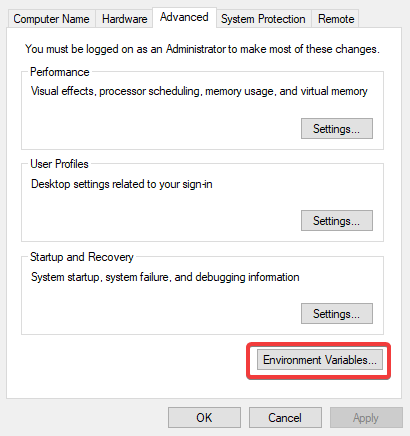 Computer Name Hardware Advanced System Protection Remote
You must be logged on as an Administrator to make most of these changes.
Performance
Visual effects, processor scheduling, memory usage, and virtual memory
Settings...
User Profiles
Desktop settings related to your sign-in
Settings...
Startup and Recovery
System startup, system failure, and debugging information
Settings...
Environment Variables...
OK Cancel Apply